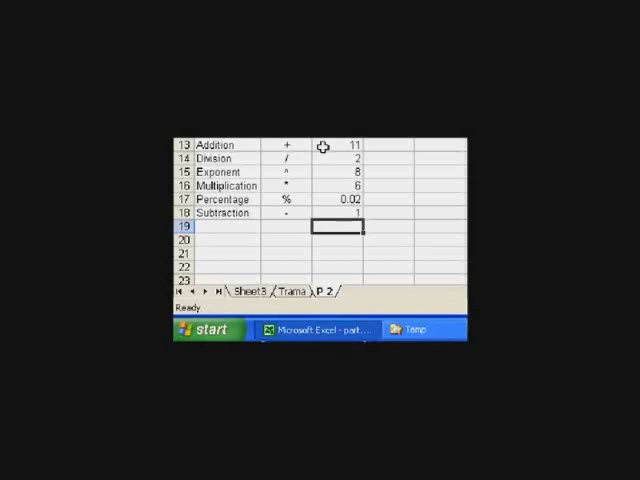 13 Addition + 11
14 Division / 2
15 Exponent ^ 8
16 Multiplication * 6
17 Percentage % 0.02
18 Subtraction - 1
19
20
21
22
23
Sheet3 Trama P 2
Ready
start Microsoft Excel - part... Temp